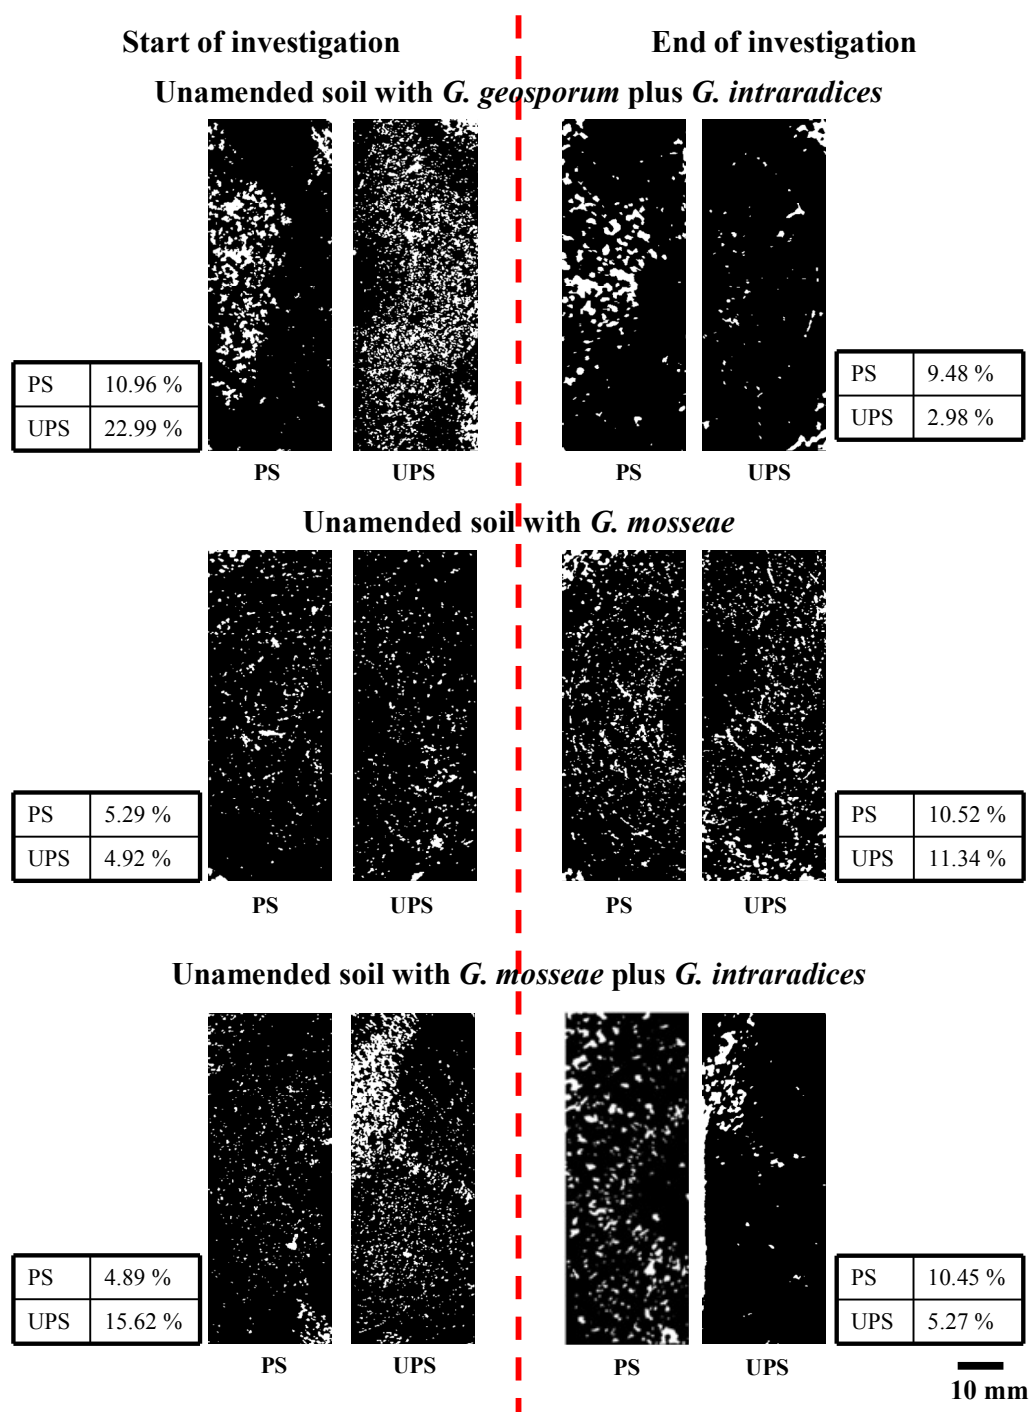 Start of investigation
End of investigation
Unamended soil with G. geosporum plus G. intraradices
PS 10.96 %
UPS 22.99 %
PS 9.48 %
UPS 2.98 %
PS UPS PS UPS
Unamended soil with G. mosseae
PS 5.29 %
UPS 4.92 %
PS 10.52 %
UPS 11.34 %
PS UPS PS UPS
Unamended soil with G. mosseae plus G. intraradices
PS 4.89 %
UPS 15.62 %
PS 10.45 %
UPS 5.27 %
PS UPS PS UPS
10 mm